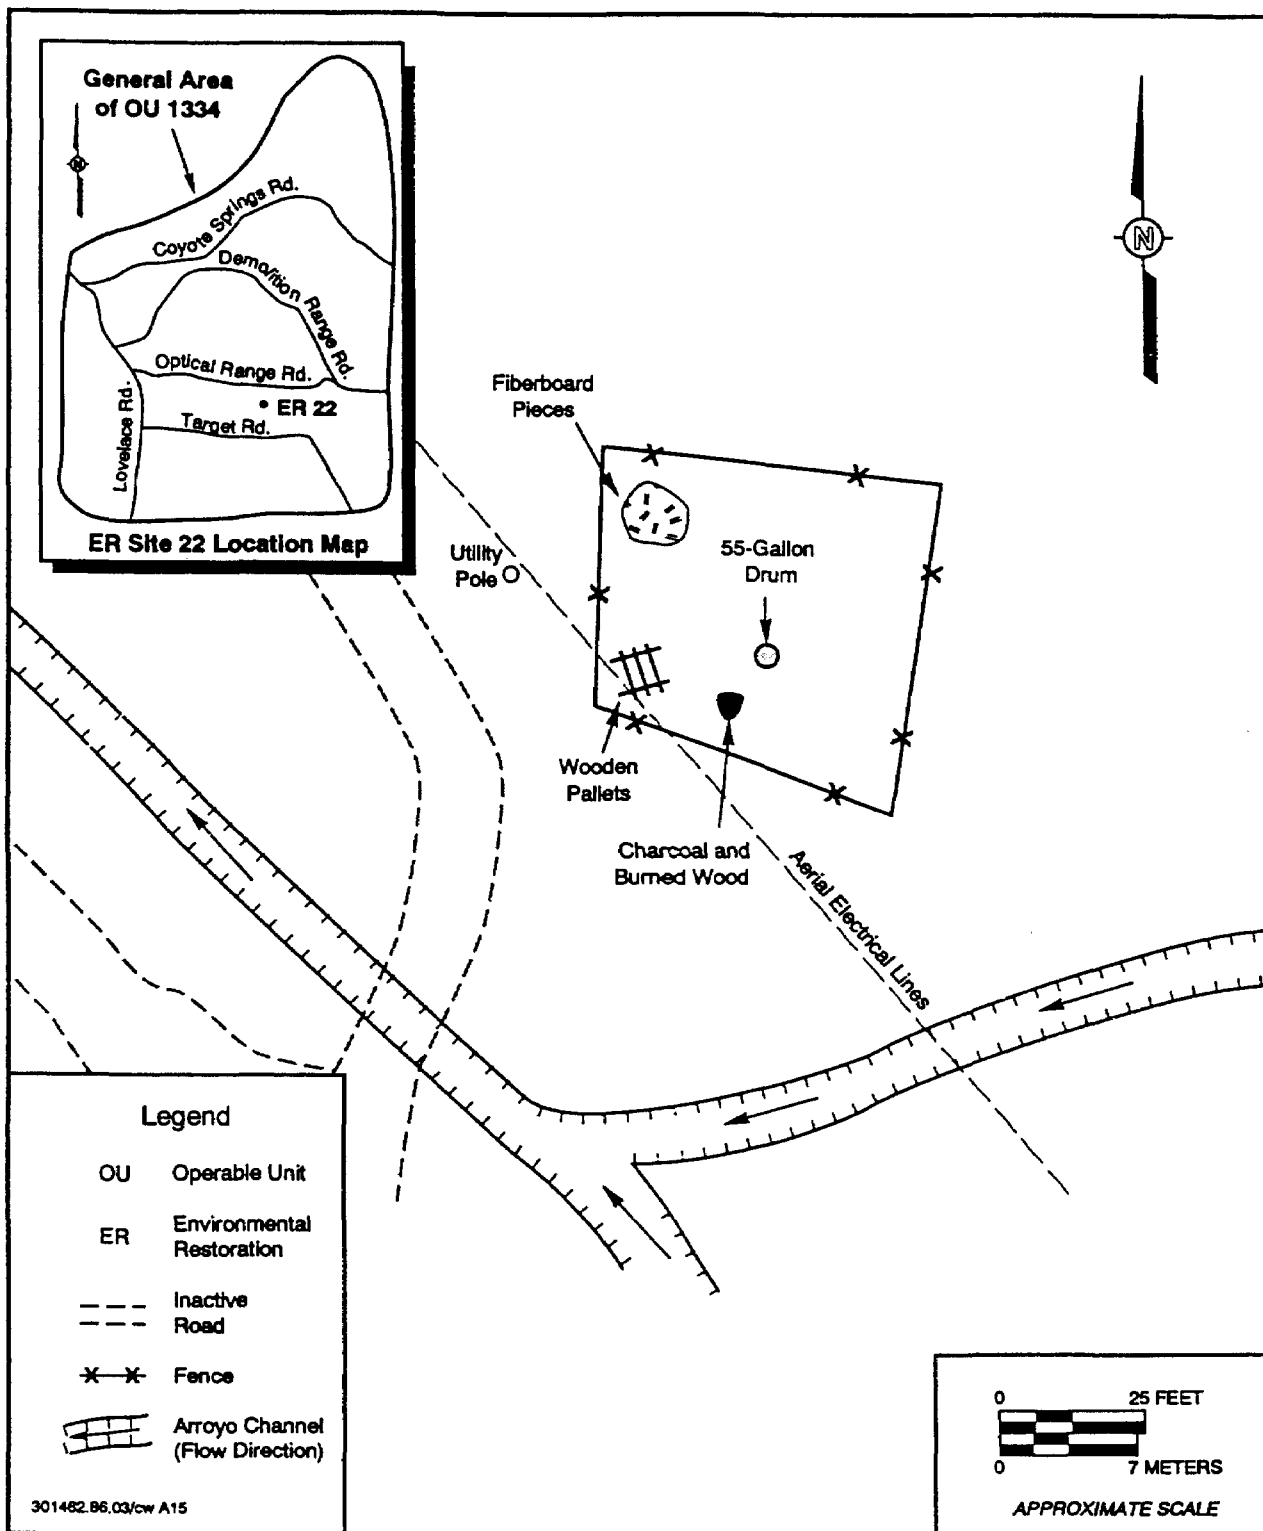 General Area
of OU 1334
N
Coyote Springs Rd.
Demolition Range Rd.
Optical Range Rd.
ER 22
Target Rd.
Lovelace Rd.
ER Site 22 Location Map
N
Fiberboard
Pieces
Utility
Pole
55-Gallon
Drum
Wooden
Pallets
Charcoal and
Burned Wood
Aerial Electrical Lines
Legend
OU Operable Unit
ER Environmental
Restoration
Inactive
Road
Fence
Arroyo Channel
(Flow Direction)
301462.86.03/cw A15
0 25 FEET
0 7 METERS
APPROXIMATE SCALE